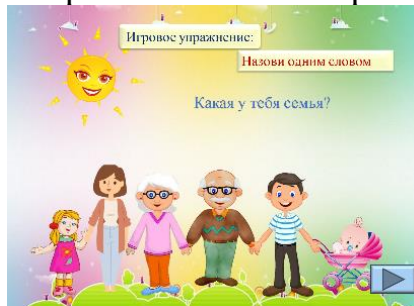 Игровое упражнение:
Назови одним словом
Какая у тебя семья?